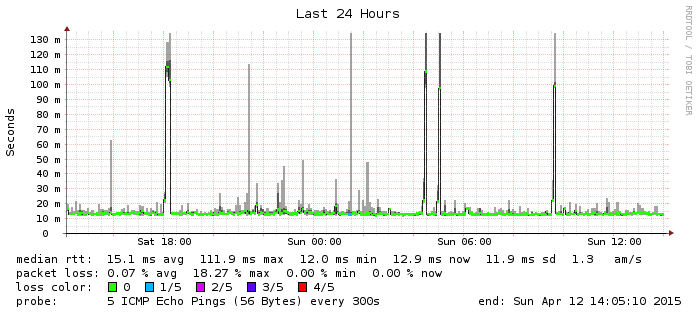 Last 24 Hours
RRDTOOL / TOBI OETIKER
Seconds
130 m
120 m
110 m
100 m
90 m
80 m
70 m
60 m
50 m
40 m
30 m
20 m
10 m
0
Sat 18:00 Sun 00:00 Sun 06:00 Sun 12:00
median rtt: 15.1 ms avg 111.9 ms max 12.0 ms min 12.9 ms now 11.9 ms sd 1.3 am/s
packet loss: 0.07 % avg 18.27 % max 0.00 % min 0.00 % now
loss color: 0 1/5 2/5 3/5 4/5
probe: 5 ICMP Echo Pings (56 Bytes) every 300s end: Sun Apr 12 14:05:10 2015